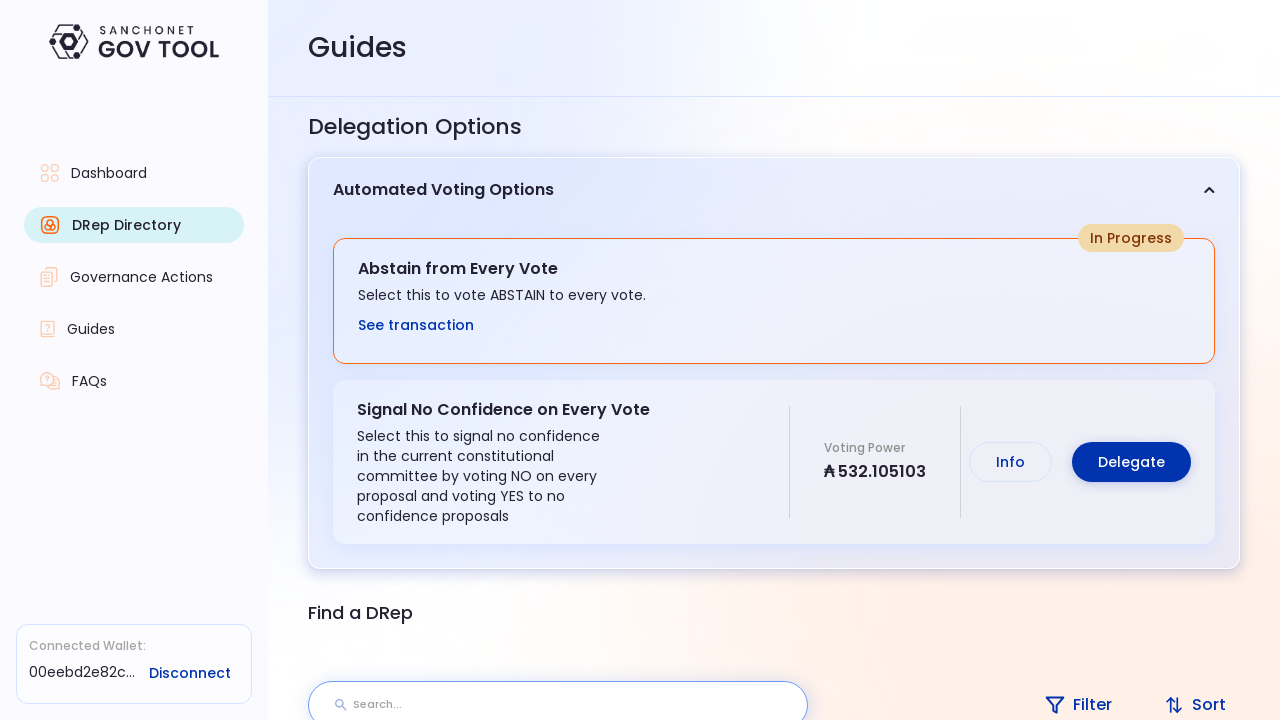 SANCHONET
GOV TOOL
Dashboard
DRep Directory
Governance Actions
Guides
FAQs
Connected Wallet:
00eebd2e82c...
Disconnect
Guides
Delegation Options
Automated Voting Options
In Progress
Abstain from Every Vote
Select this to vote ABSTAIN to every vote.
See transaction
Signal No Confidence on Every Vote
Select this to signal no confidence
in the current constitutional
committee by voting NO on every
proposal and voting YES to no
confidence proposals
Voting Power
₳ 532.105103
Info
Delegate
Find a DRep
Search...
Filter
Sort